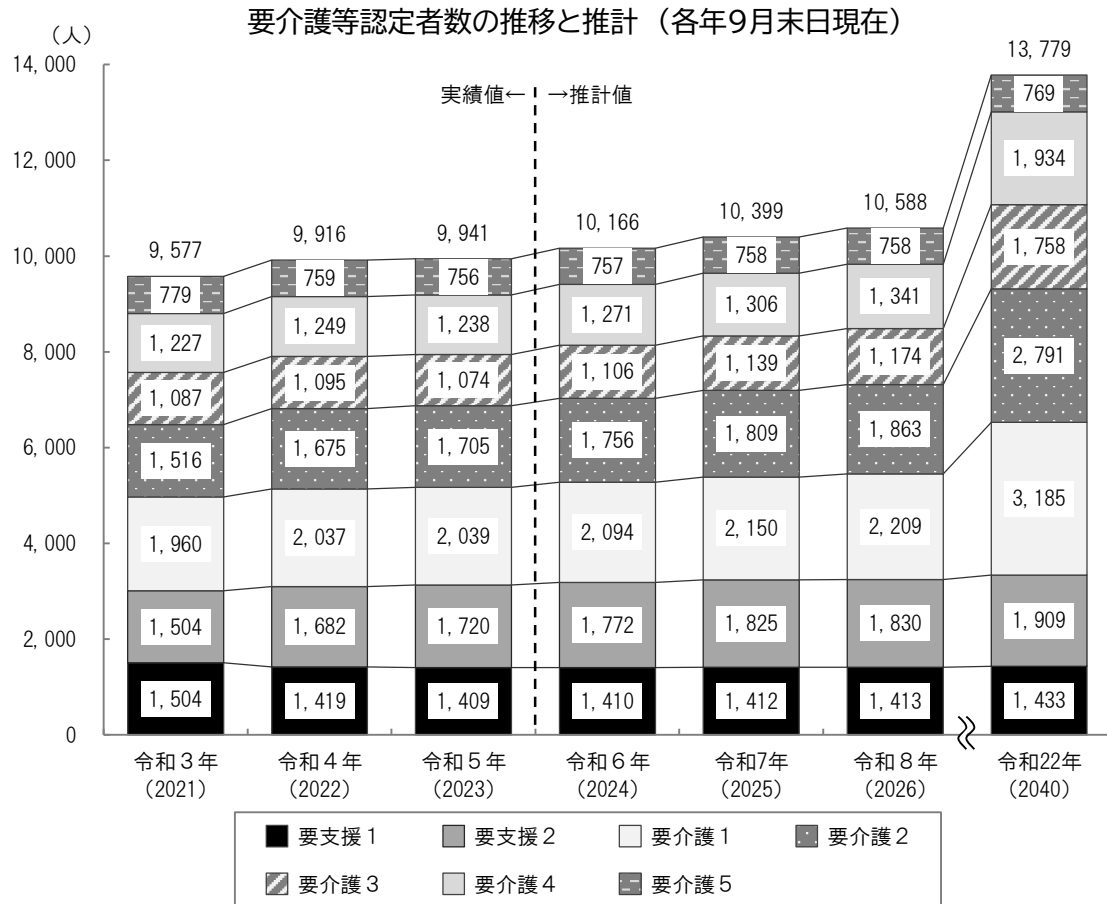 要介護等認定者数の推移と推計 （各年9月末日現在）
（人）
14,000
12,000
10,000
8,000
6,000
4,000
2,000
0
実績値← →推計値
9,577 9,916 9,941 10,166 10,399 10,588 13,779
779 759 756 757 758 758 769
1,227 1,249 1,238 1,271 1,306 1,341 1,934
1,087 1,095 1,074 1,106 1,139 1,174 1,758
1,516 1,675 1,705 1,756 1,809 1,863 2,791
1,960 2,037 2,039 2,094 2,150 2,209 3,185
1,504 1,682 1,720 1,772 1,825 1,830 1,909
1,504 1,419 1,409 1,410 1,412 1,413 1,433
令和３年 令和４年 令和５年 令和６年 令和7年 令和８年 令和22年
（2021） （2022） （2023） （2024） （2025） （2026） （2040）
要支援１ 要支援２ 要介護１ 要介護２
要介護３ 要介護４ 要介護５